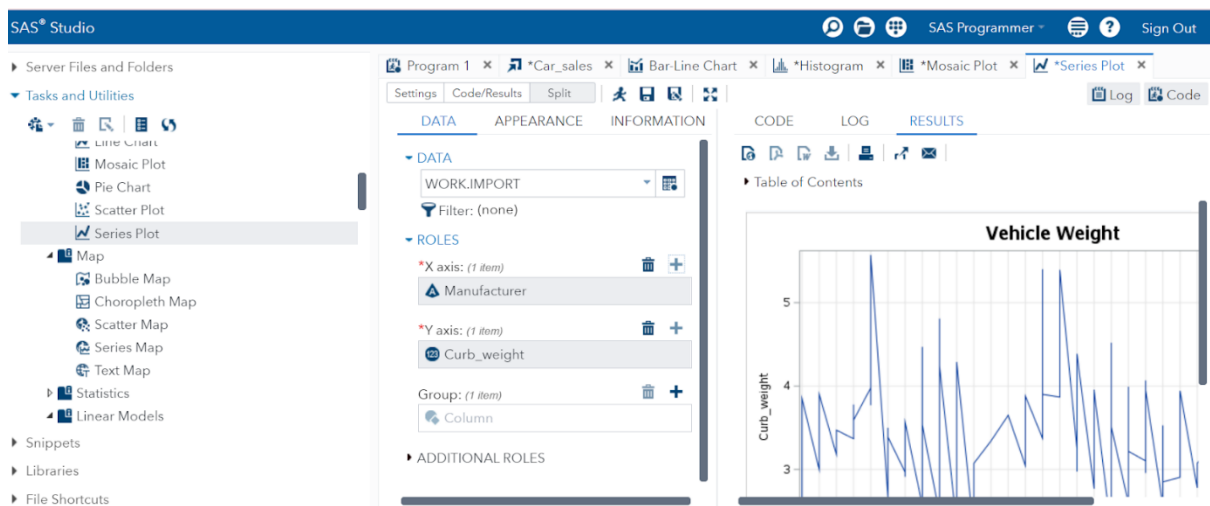 SAS® Studio
SAS Programmer
Sign Out
Server Files and Folders
Tasks and Utilities
Line Chart
Mosaic Plot
Pie Chart
Scatter Plot
Series Plot
Map
Bubble Map
Choropleth Map
Scatter Map
Series Map
Text Map
Statistics
Linear Models
Snippets
Libraries
File Shortcuts
Program 1 × *Car_sales × Bar-Line Chart × *Histogram × *Mosaic Plot × *Series Plot ×
Settings Code/Results Split
Log Code
DATA APPEARANCE INFORMATION
DATA
WORK.IMPORT
Filter: (none)
ROLES
*X axis: (1 item)
Manufacturer
*Y axis: (1 item)
123 Curb_weight
Group: (1 item)
Column
ADDITIONAL ROLES
CODE LOG RESULTS
Table of Contents
Vehicle Weight
Curb_weight
5
4
3